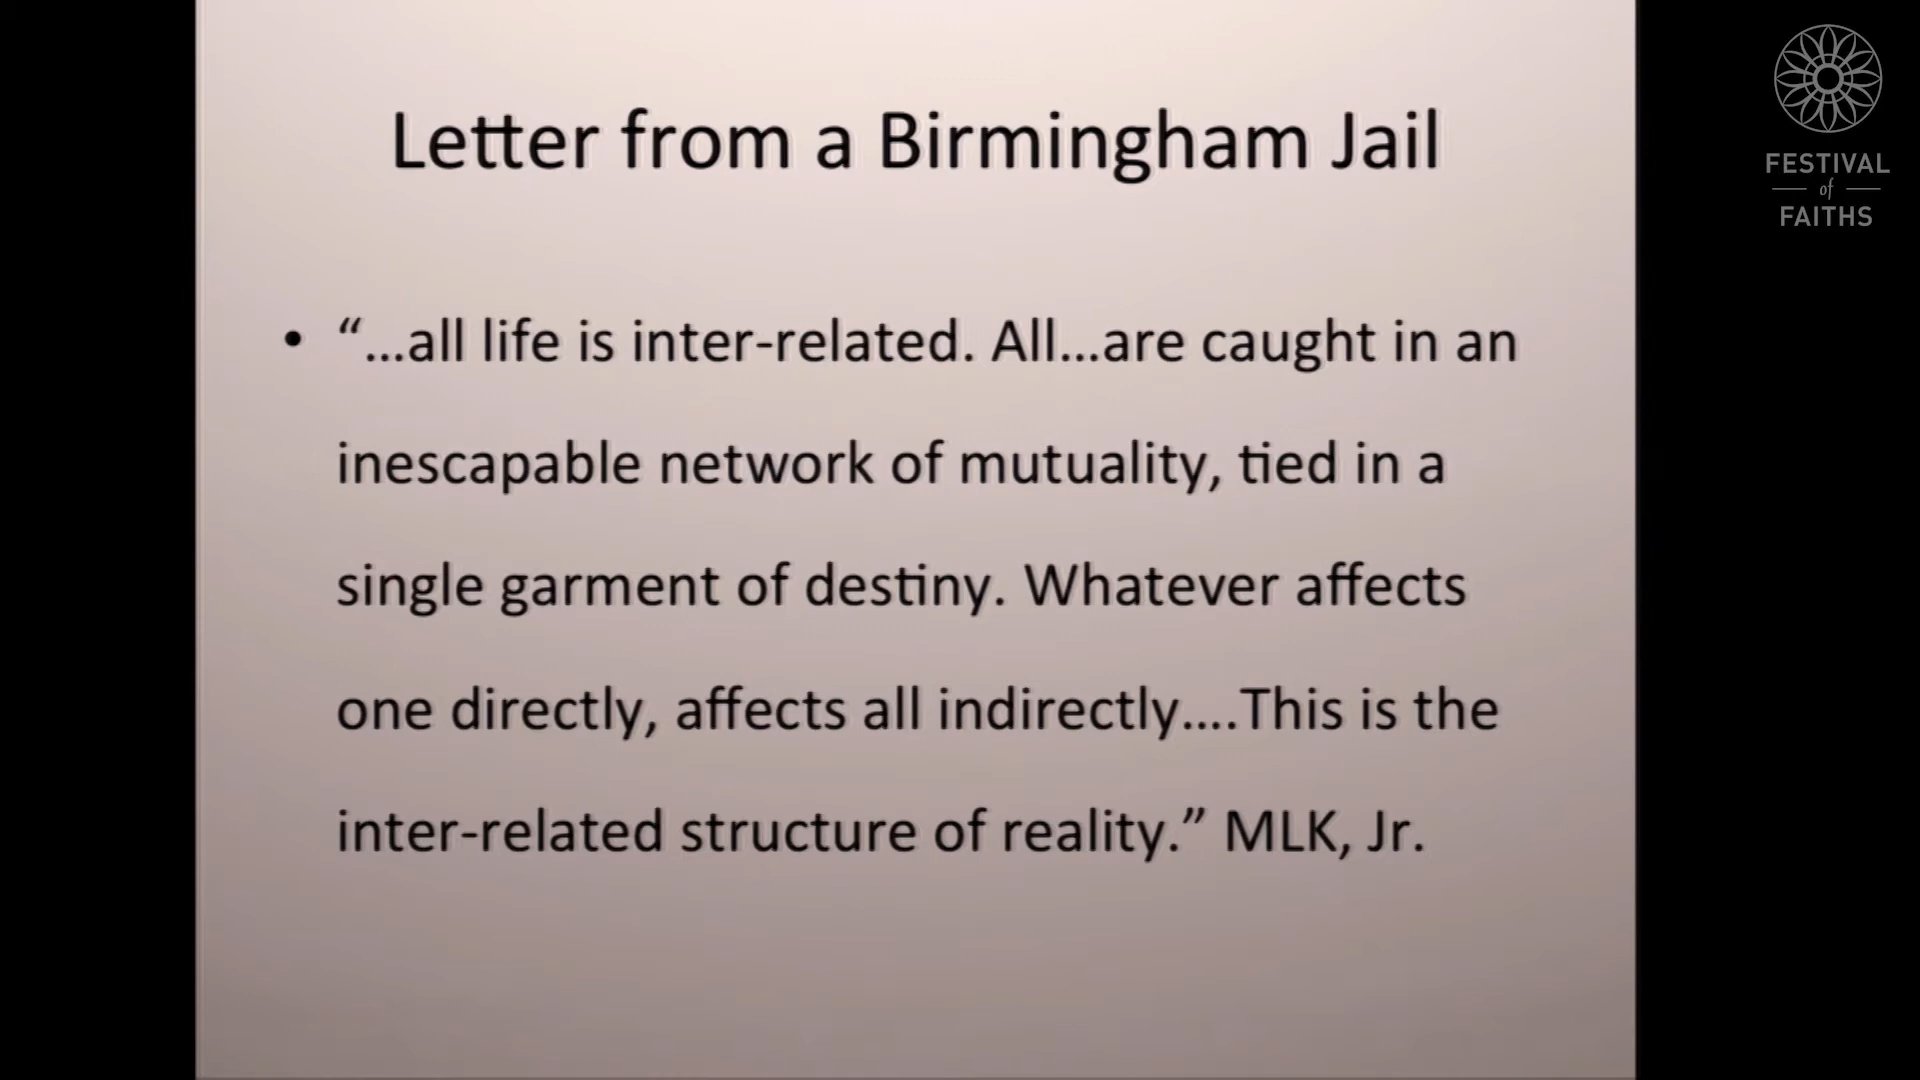 Letter from a Birmingham Jail
• “...all life is inter-related. All...are caught in an
inescapable network of mutuality, tied in a
single garment of destiny. Whatever affects
one directly, affects all indirectly....This is the
inter-related structure of reality.” MLK, Jr.
FESTIVAL
of
FAITHS